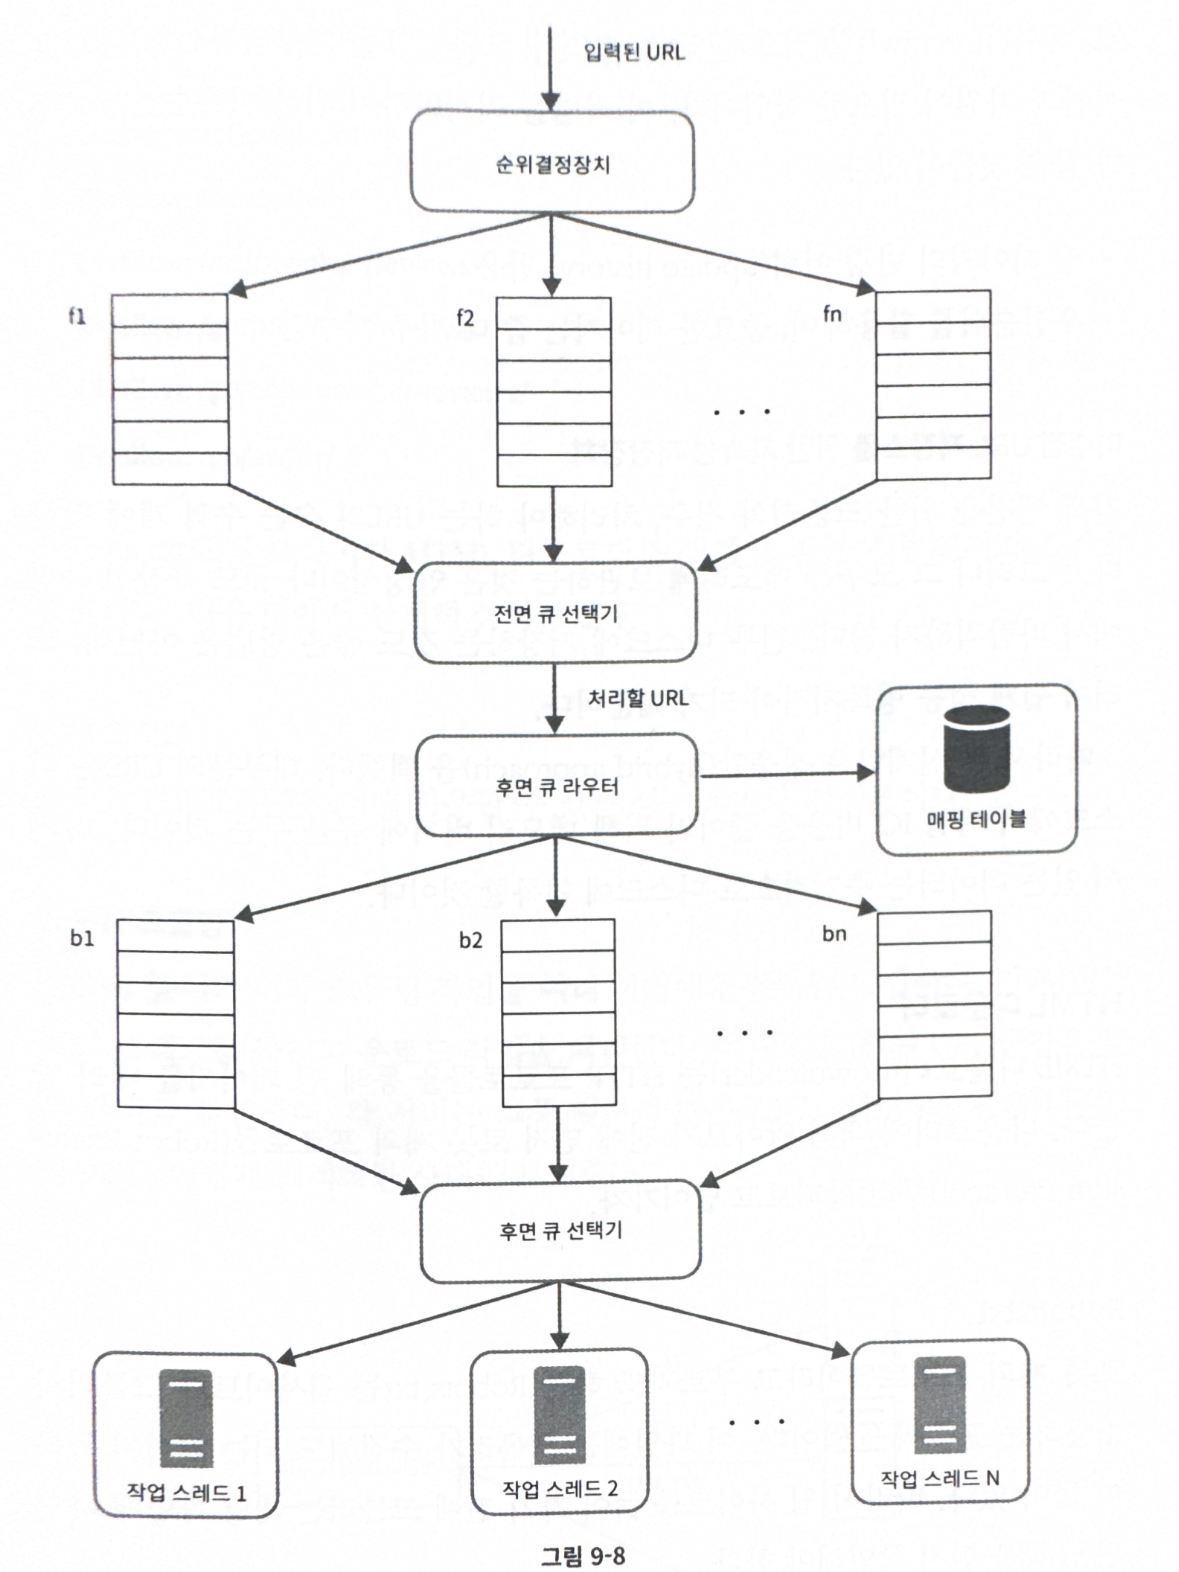 입력된 URL
순위결정장치
f1
f2
fn
. . .
전면 큐 선택기
처리할 URL
후면 큐 라우터
매핑 테이블
b1
b2
bn
. . .
후면 큐 선택기
작업 스레드 1
작업 스레드 2
. . .
작업 스레드 N
그림 9-8